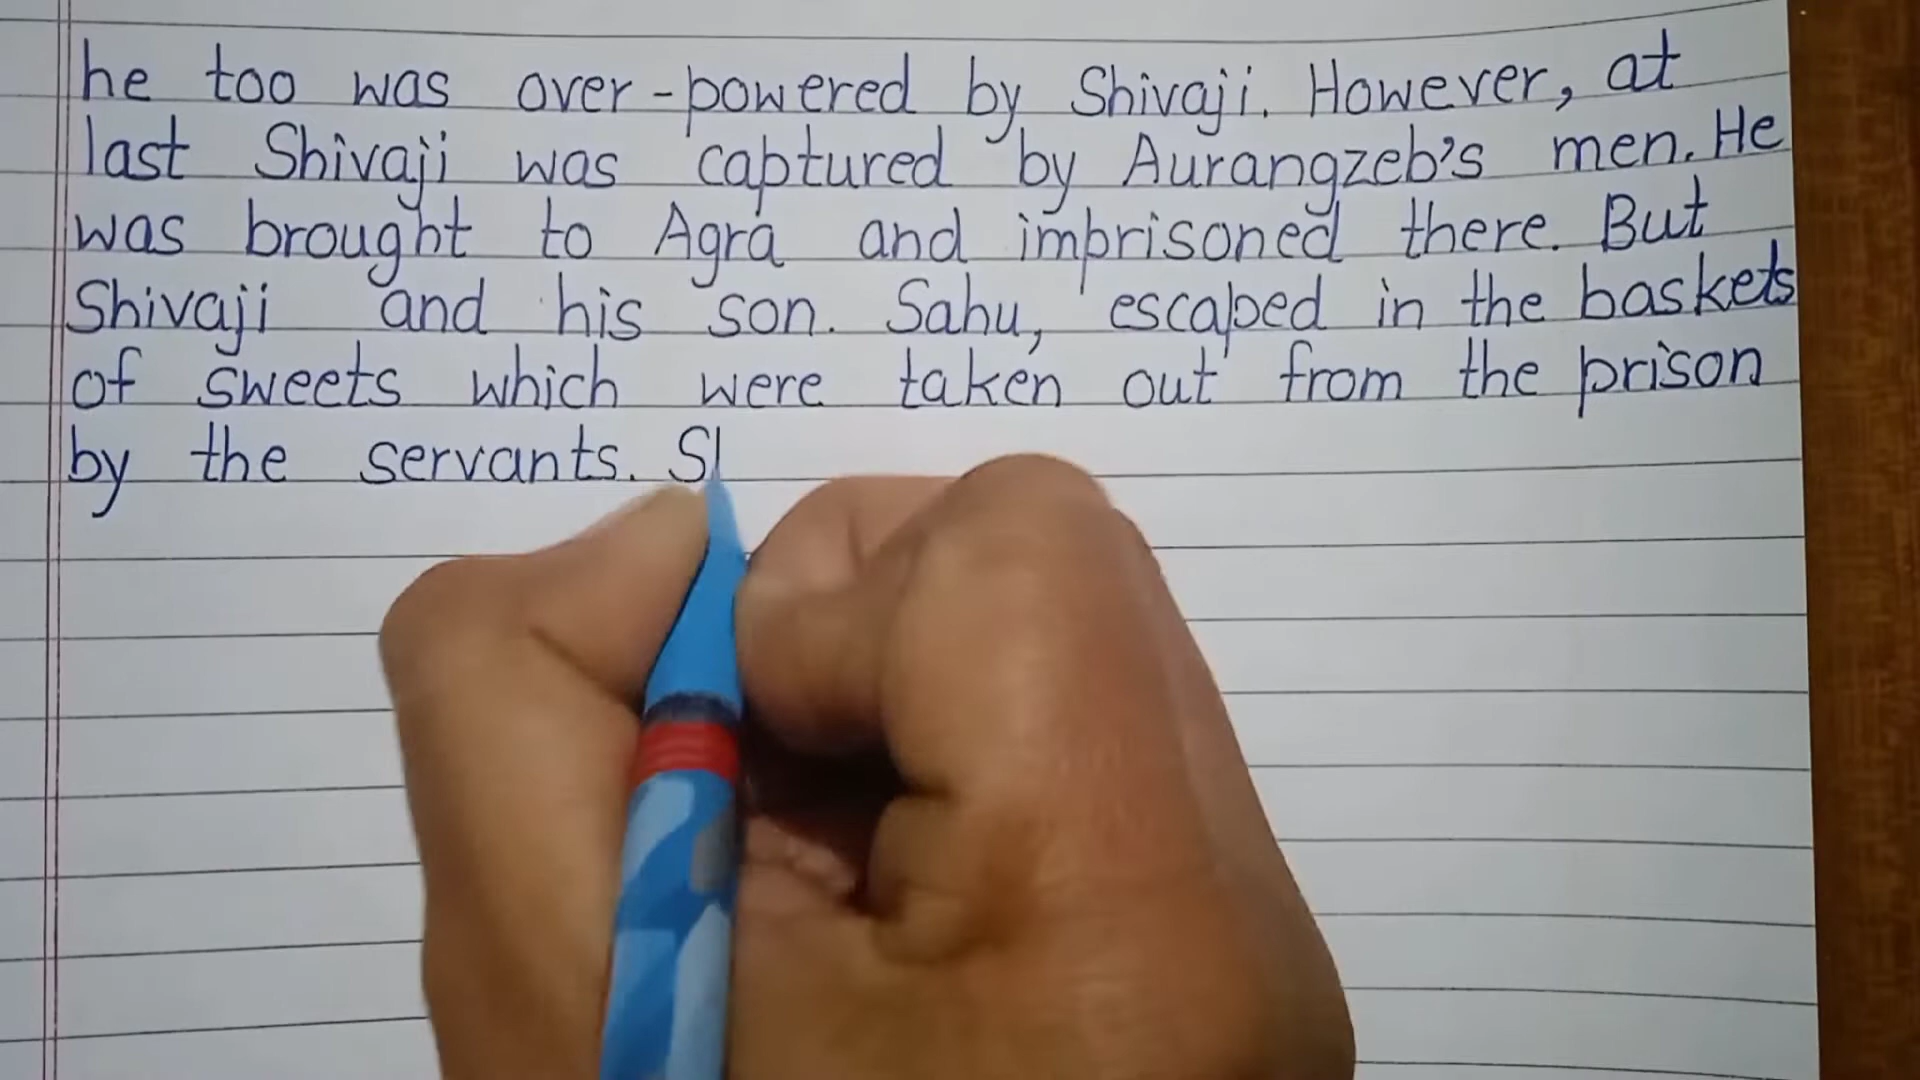 he too was over-powered by Shivaji. However, at
last Shivaji was captured by Aurangzeb's men. He
was brought to Agra and imprisoned there. But
Shivaji and his son. Sahu, escaped in the baskets
of sweets which were taken out from the prison
by the servants.